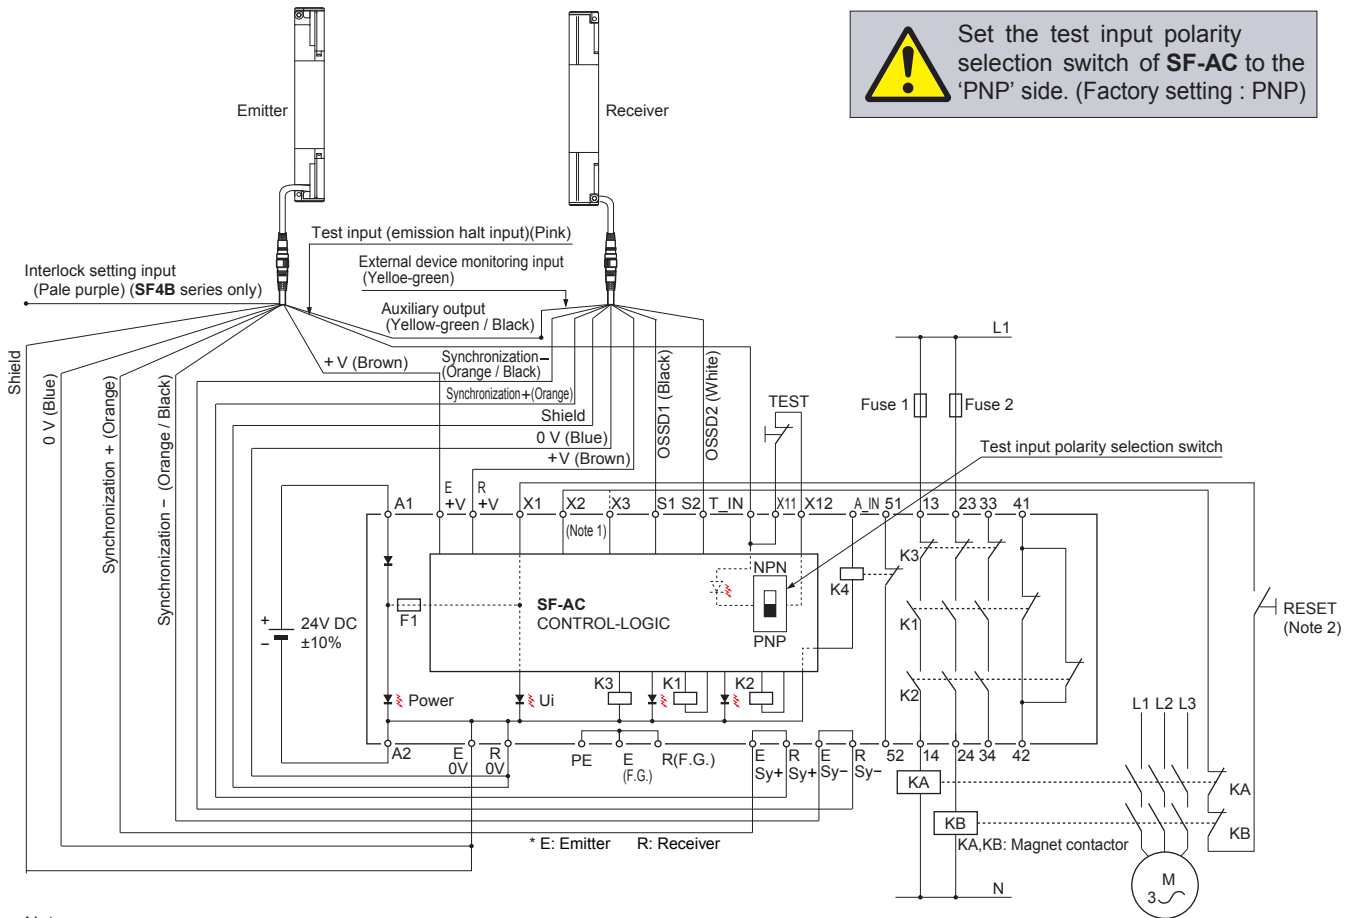 Set the test input polarity
selection switch of SF-AC to the
‘PNP’ side. (Factory setting : PNP)
Emitter
Receiver
Test input (emission halt input)(Pink)
External device monitoring input
(Yelloe-green)
Interlock setting input
(Pale purple) (SF4B series only)
Auxiliary output
(Yellow-green / Black)
L1
+V (Brown)
Synchronization−
(Orange / Black)
Synchronization+(Orange)
Shield
0 V (Blue)
+V (Brown)
Shield
0 V (Blue)
Synchronization + (Orange)
Synchronization − (Orange / Black)
OSSD1 (Black)
OSSD2 (White)
TEST
Fuse 1
Fuse 2
Test input polarity selection switch
A1
E
+V
R
+V
X1
X2
X3
S1
S2
T_IN
X11
X12
A_IN
51
13
23
33
41
(Note 1)
NPN
K3
K4
SF-AC
CONTROL-LOGIC
F1
+
−
24V DC
±10%
PNP
K1
RESET
(Note 2)
K3
K1
K2
K2
Power
Ui
L1 L2 L3
A2
E
0V
R
0V
PE
E
(F.G.)
R(F.G.)
E
Sy+
R
Sy+
E
Sy−
R
Sy−
52
14
24
34
42
KA
KA
KB
KB
* E: Emitter R: Receiver
KA,KB: Magnet contactor
M
3
N